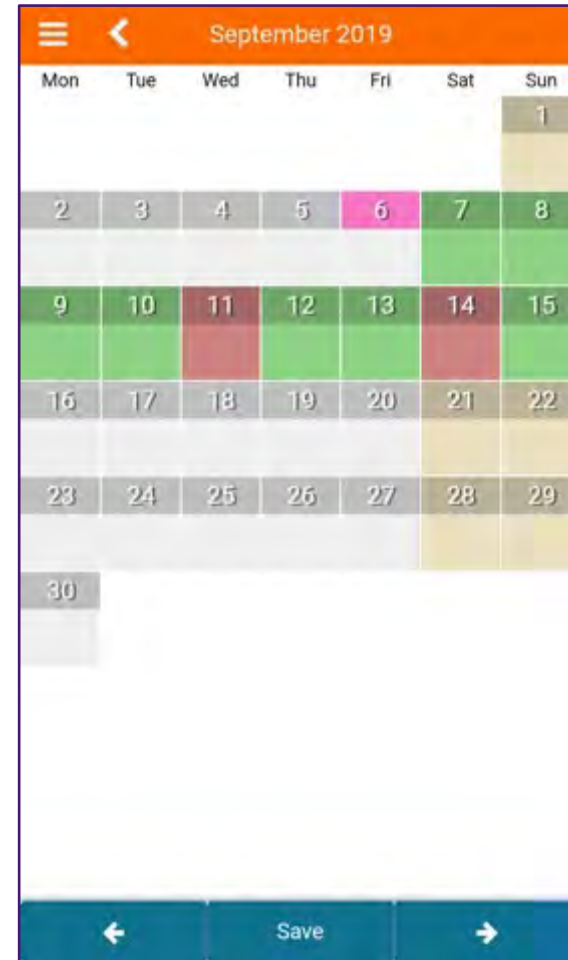 September 2019
Mon Tue Wed Thu Fri Sat Sun
1
2 3 4 5 6 7 8
9 10 11 12 13 14 15
16 17 18 19 20 21 22
23 24 25 26 27 28 29
30
Save